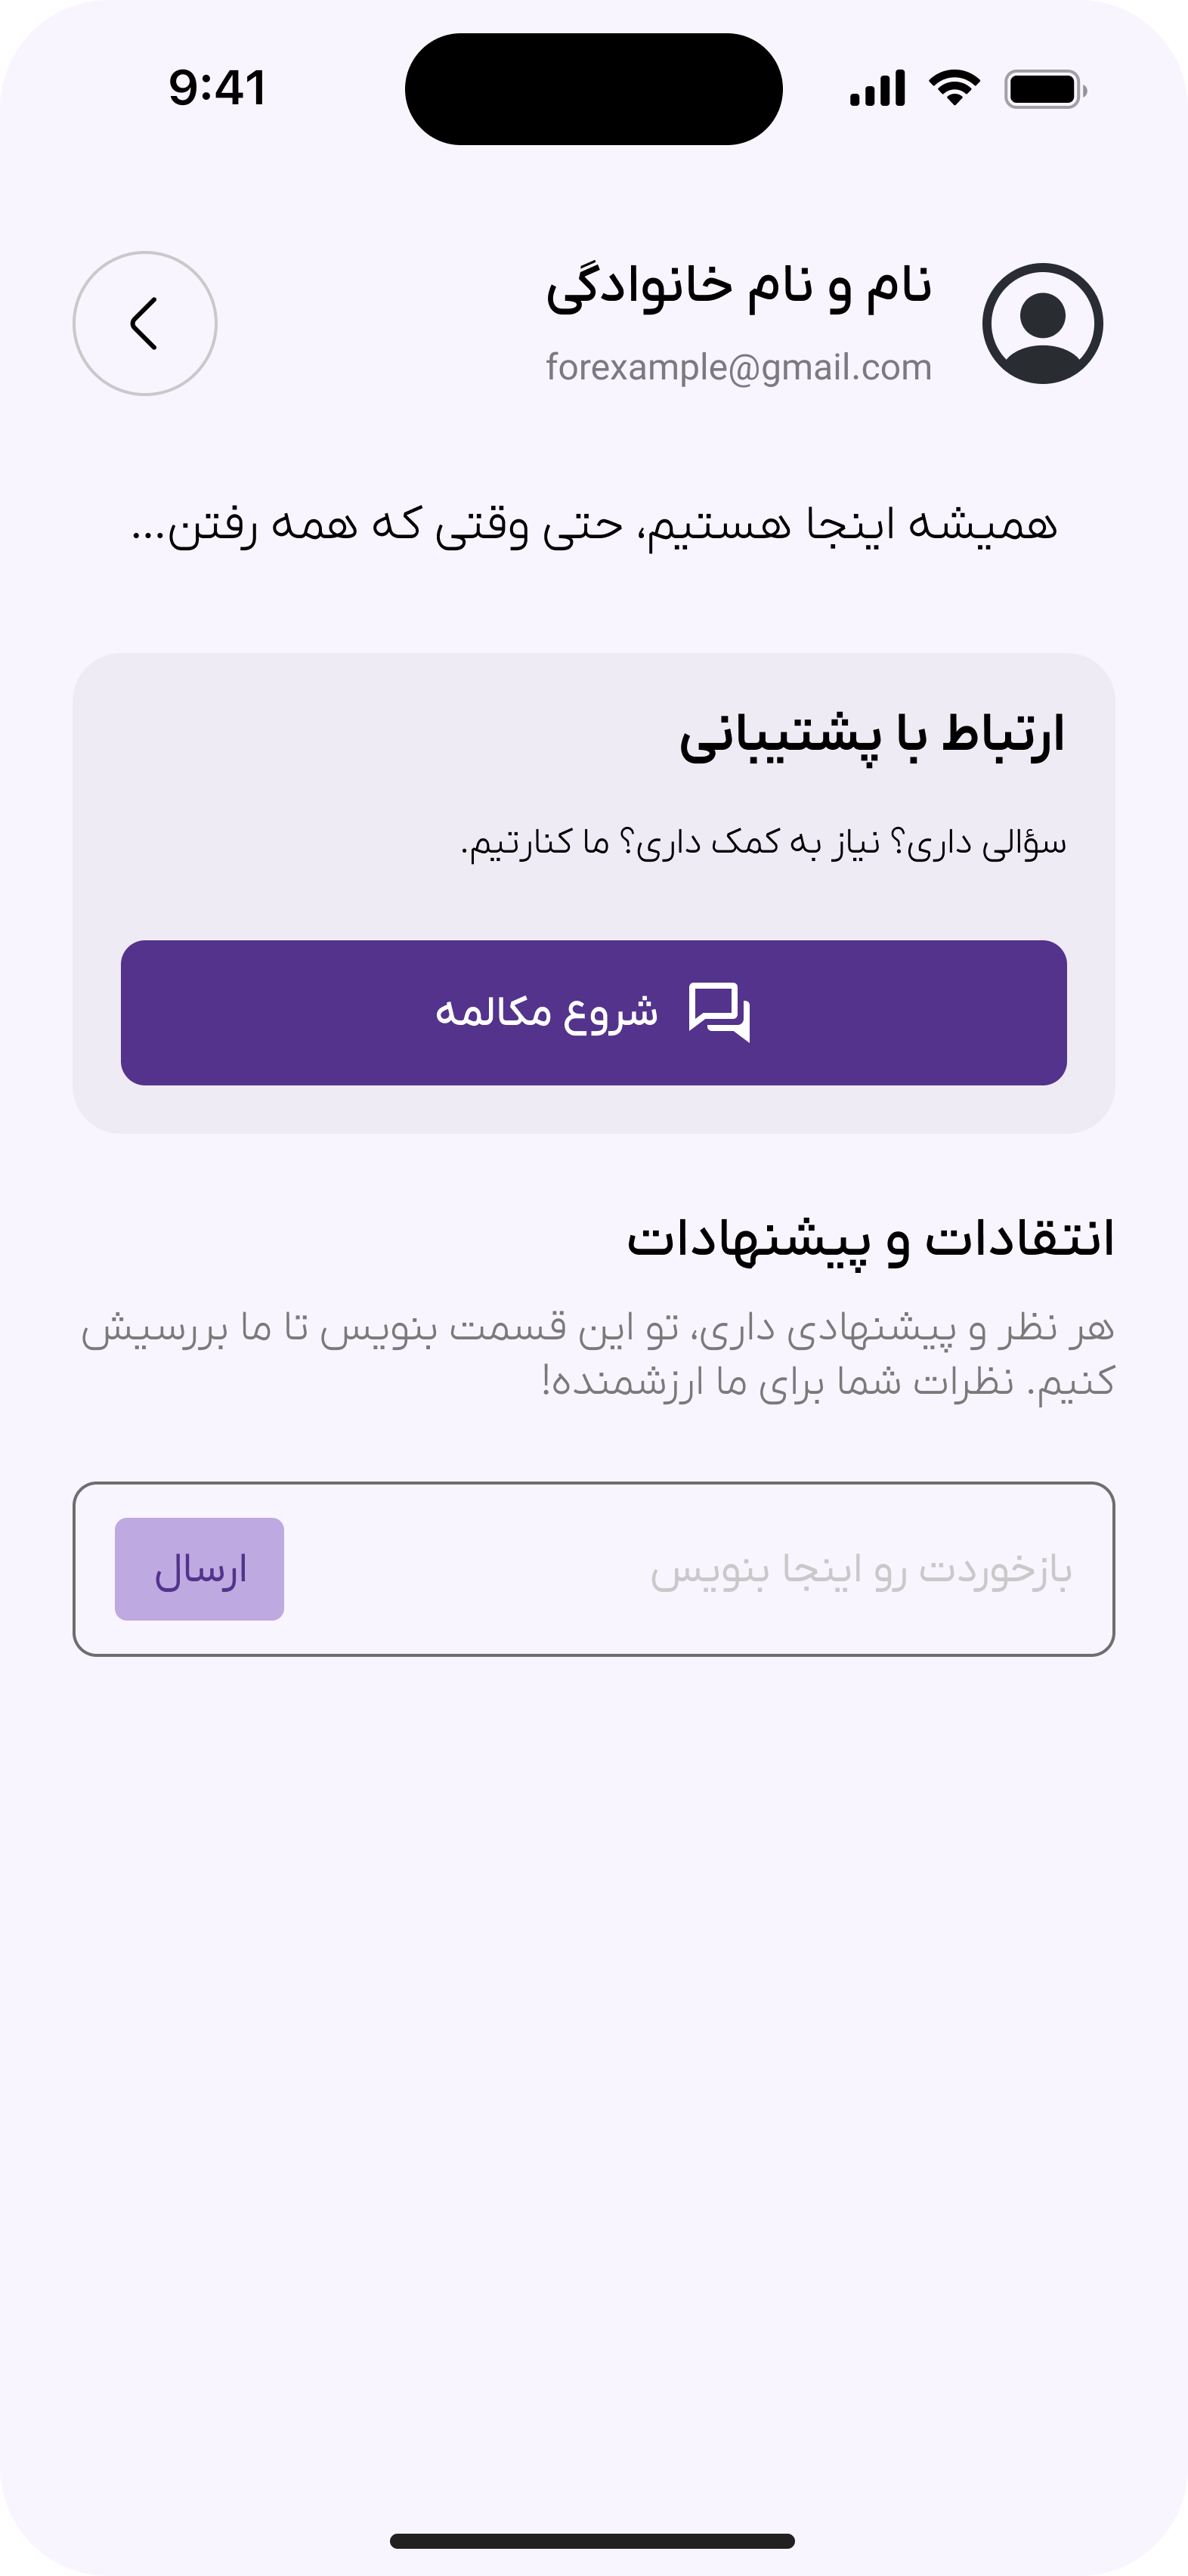 9:41
نام و نام خانوادگی
forexample@gmail.com
همیشه اینجا هستیم، حتی وقتی که همه رفتن...
ارتباط با پشتیبانی
سؤالی داری؟ نیاز به کمک داری؟ ما کنارتیم.
شروع مکالمه
انتقادات و پیشنهادات
هر نظر و پیشنهادی داری، تو این قسمت بنویس تا ما بررسیش
کنیم. نظرات شما برای ما ارزشمنده!
بازخوردت رو اینجا بنویس
ارسال